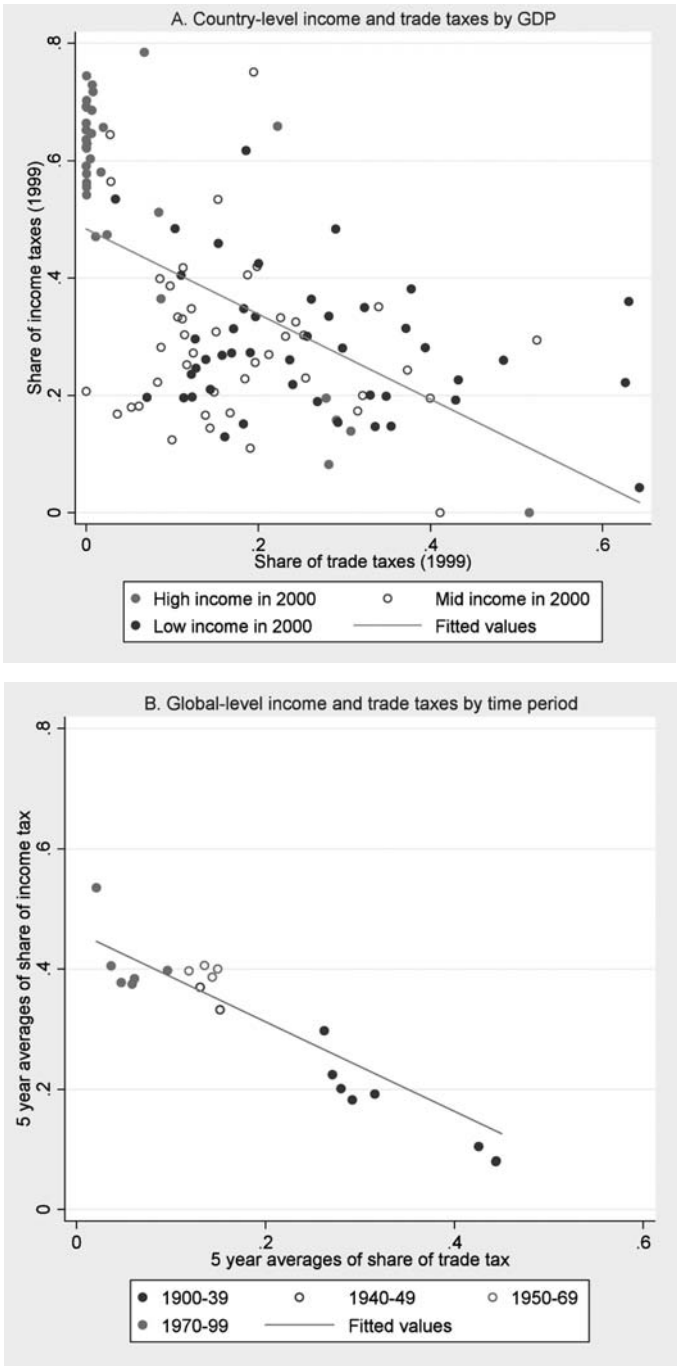 A. Country-level income and trade taxes by GDP
Share of income taxes (1999)
.8
.6
.4
.2
0
0 .2 .4 .6
Share of trade taxes (1999)
High income in 2000 Mid income in 2000
Low income in 2000 Fitted values
B. Global-level income and trade taxes by time period
5 year averages of share of income tax
.8
.6
.4
.2
0
0 .2 .4 .6
5 year averages of share of trade tax
1900-39 1940-49 1950-69
1970-99 Fitted values